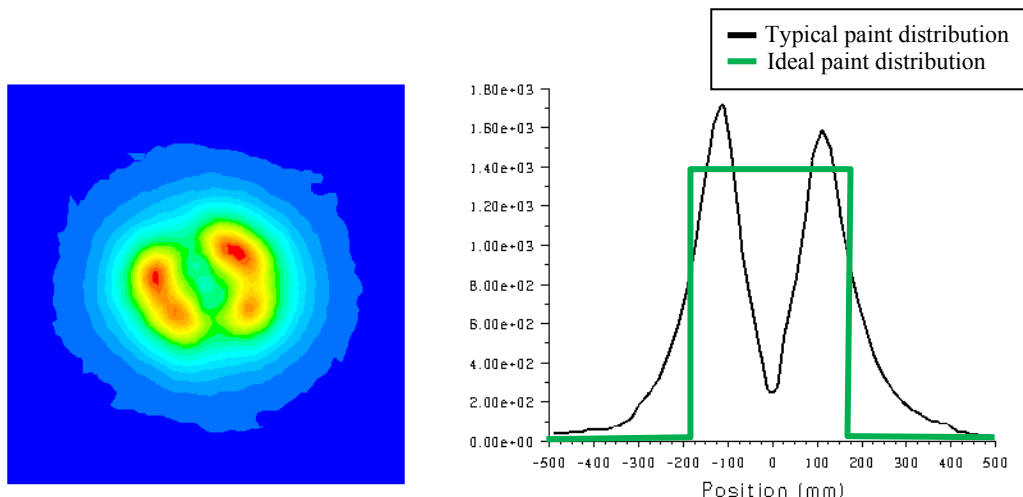 Typical paint distribution
Ideal paint distribution
1.80e+03
1.60e+03
1.40e+03
1.20e+03
1.00e+03
8.00e+02
6.00e+02
4.00e+02
2.00e+02
0.00e+00
-500 -400 -300 -200 -100 0 100 200 300 400 500
Position (mm)